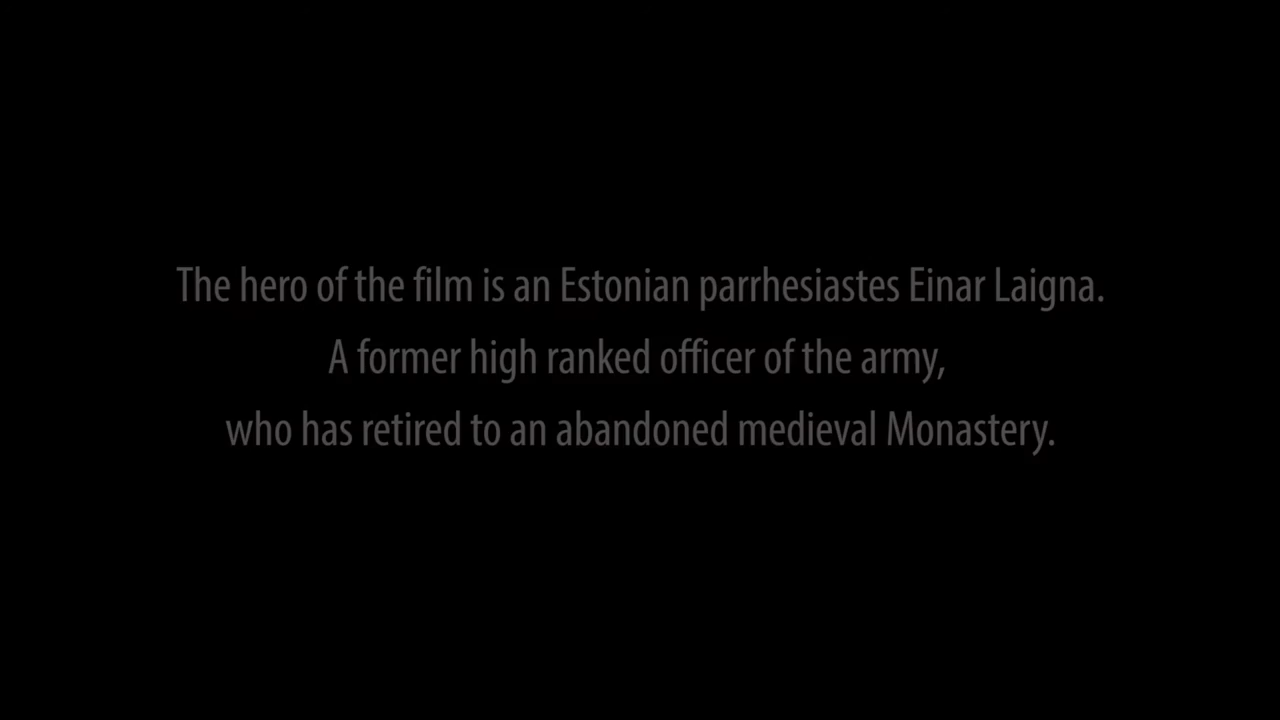 The hero of the film is an Estonian parrhesiastes Einar Laigna.
A former high ranked officer of the army,
who has retired to an abandoned medieval Monastery.